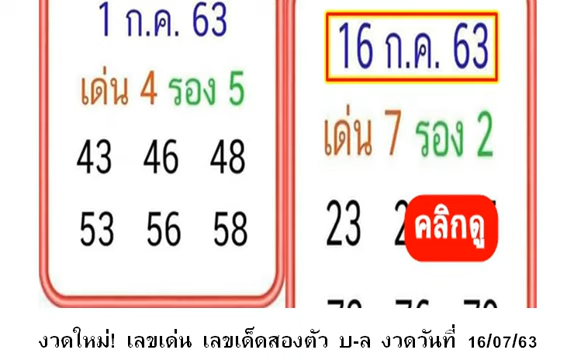 1 ก.ค. 63
เด่น 4 รอง 5
43 46 48
53 56 58
16 ก.ค. 63
เด่น 7 รอง 2
23
คลิกดู
งวดใหม่! เลขเด่น เลขเด็ดสองตัว บ-ล งวดวันที่ 16/07/63